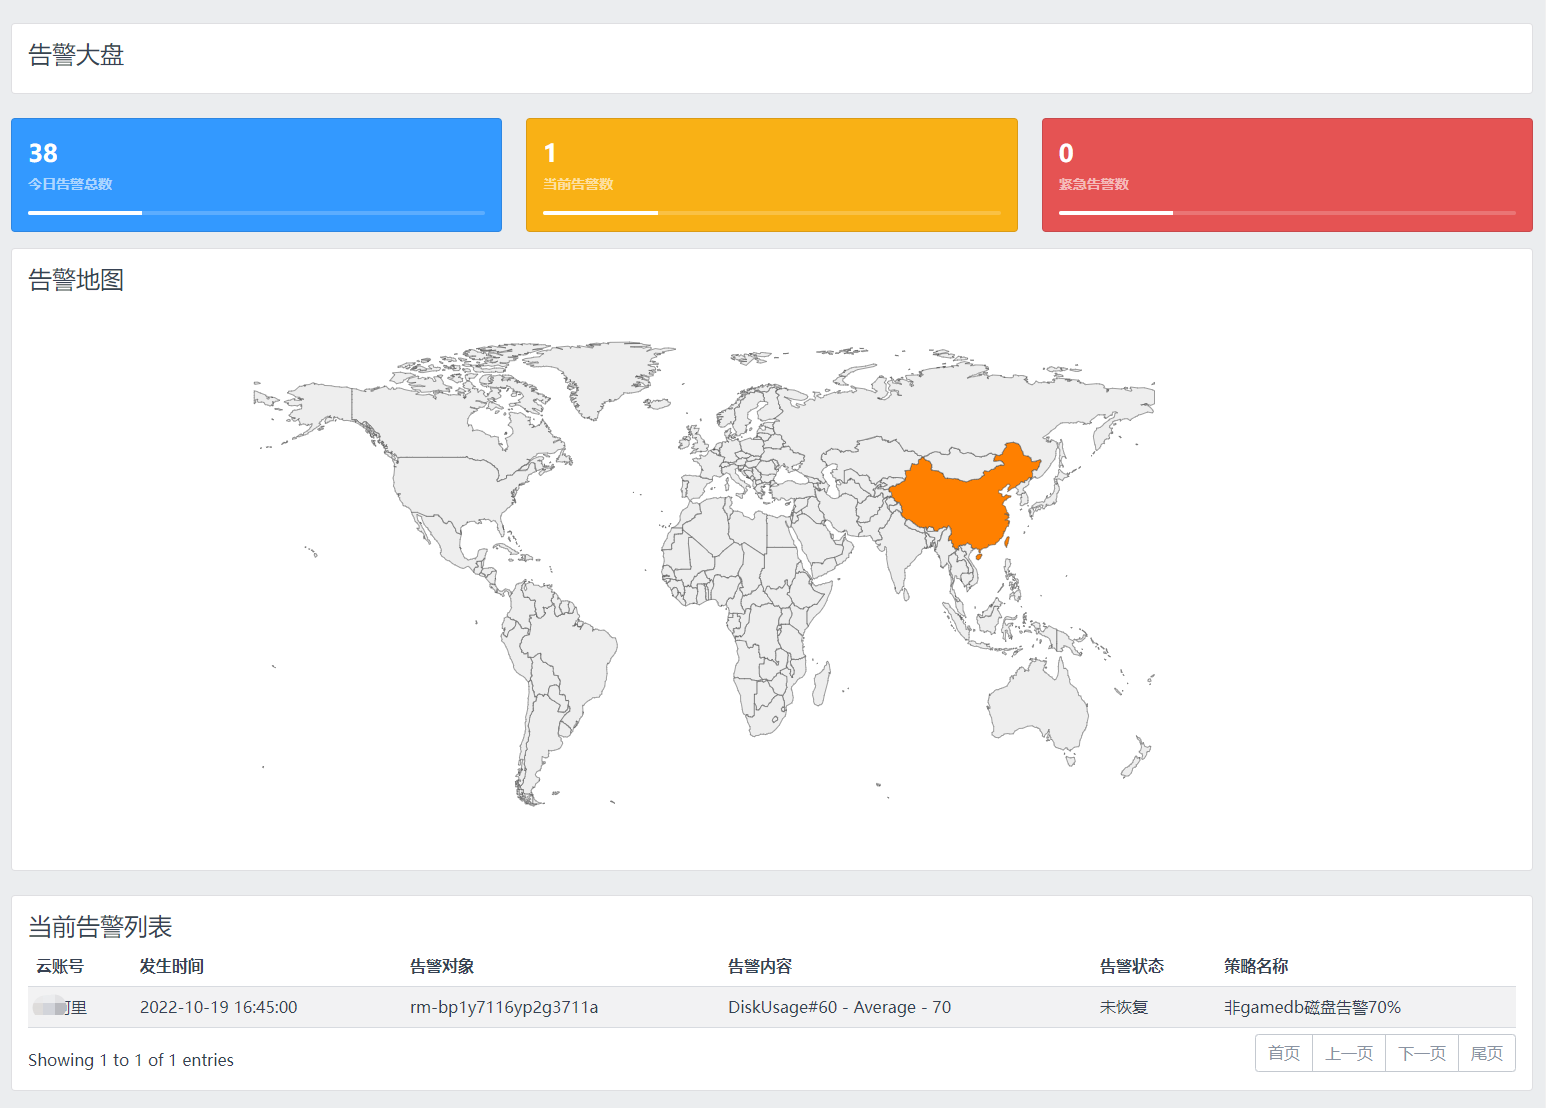 告警大盘
38
今日告警总数
1
当前告警数
0
紧急告警数
告警地图
当前告警列表
云账号 发生时间 告警对象 告警内容 告警状态 策略名称
里 2022-10-19 16:45:00 rm-bp1y7116yp2g3711a DiskUsage#60 - Average - 70 未恢复 非gamedb磁盘告警70%
Showing 1 to 1 of 1 entries
首页 上一页 下一页 尾页